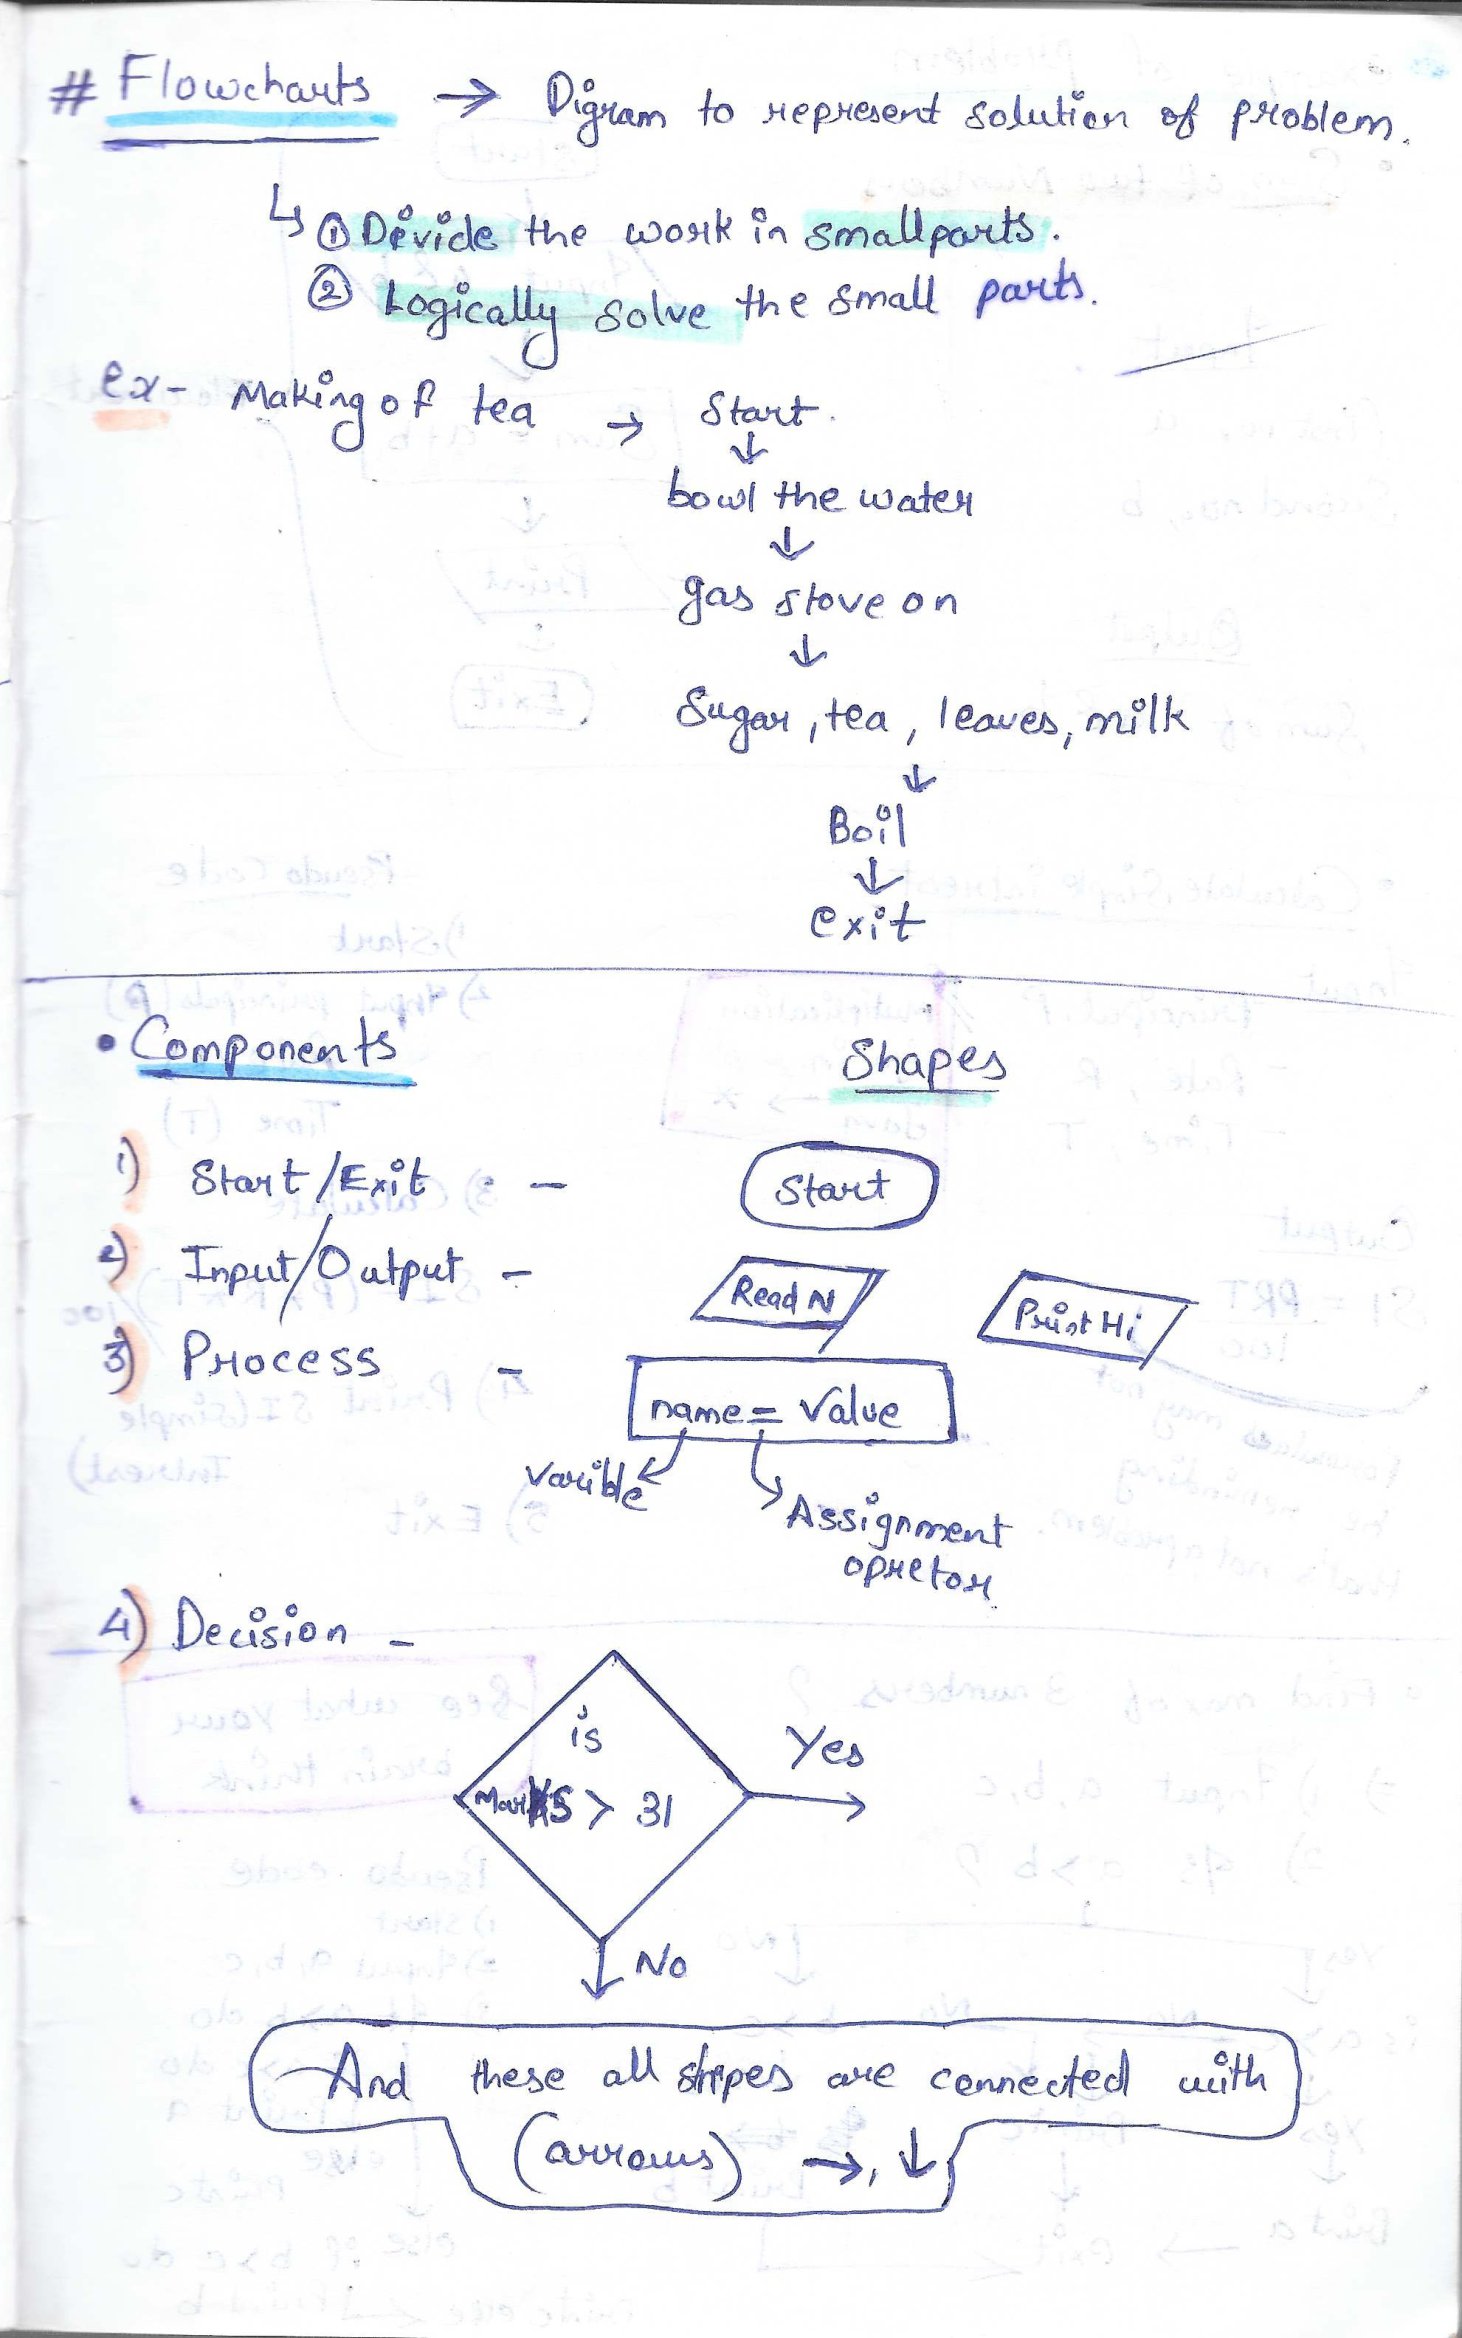 # Flowcharts → Digram to represent solution of problem.
↳ ① Devide the work in small parts.
② Logically solve the small parts.
ex- Making of tea → Start.
↓
bowl the water
↓
gas stove on
↓
Sugar, tea, leaves, milk
↓
Boil
↓
exit
• Components Shapes
1) Start/Exit - Start
2) Input/Output - Read N Print Hi
3) Process - name = Value
Varible Assignment
opretor
4) Decision -
is
Marks > 31
Yes
No
And these all shpes are connected with
(arrows) →, ↓